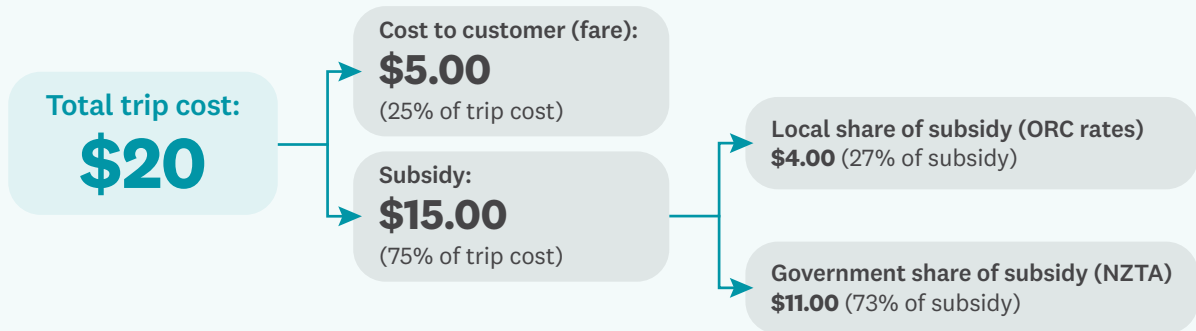 Total trip cost:
$20
Cost to customer (fare):
$5.00
(25% of trip cost)
Subsidy:
$15.00
(75% of trip cost)
Local share of subsidy (ORC rates)
$4.00 (27% of subsidy)
Government share of subsidy (NZTA)
$11.00 (73% of subsidy)